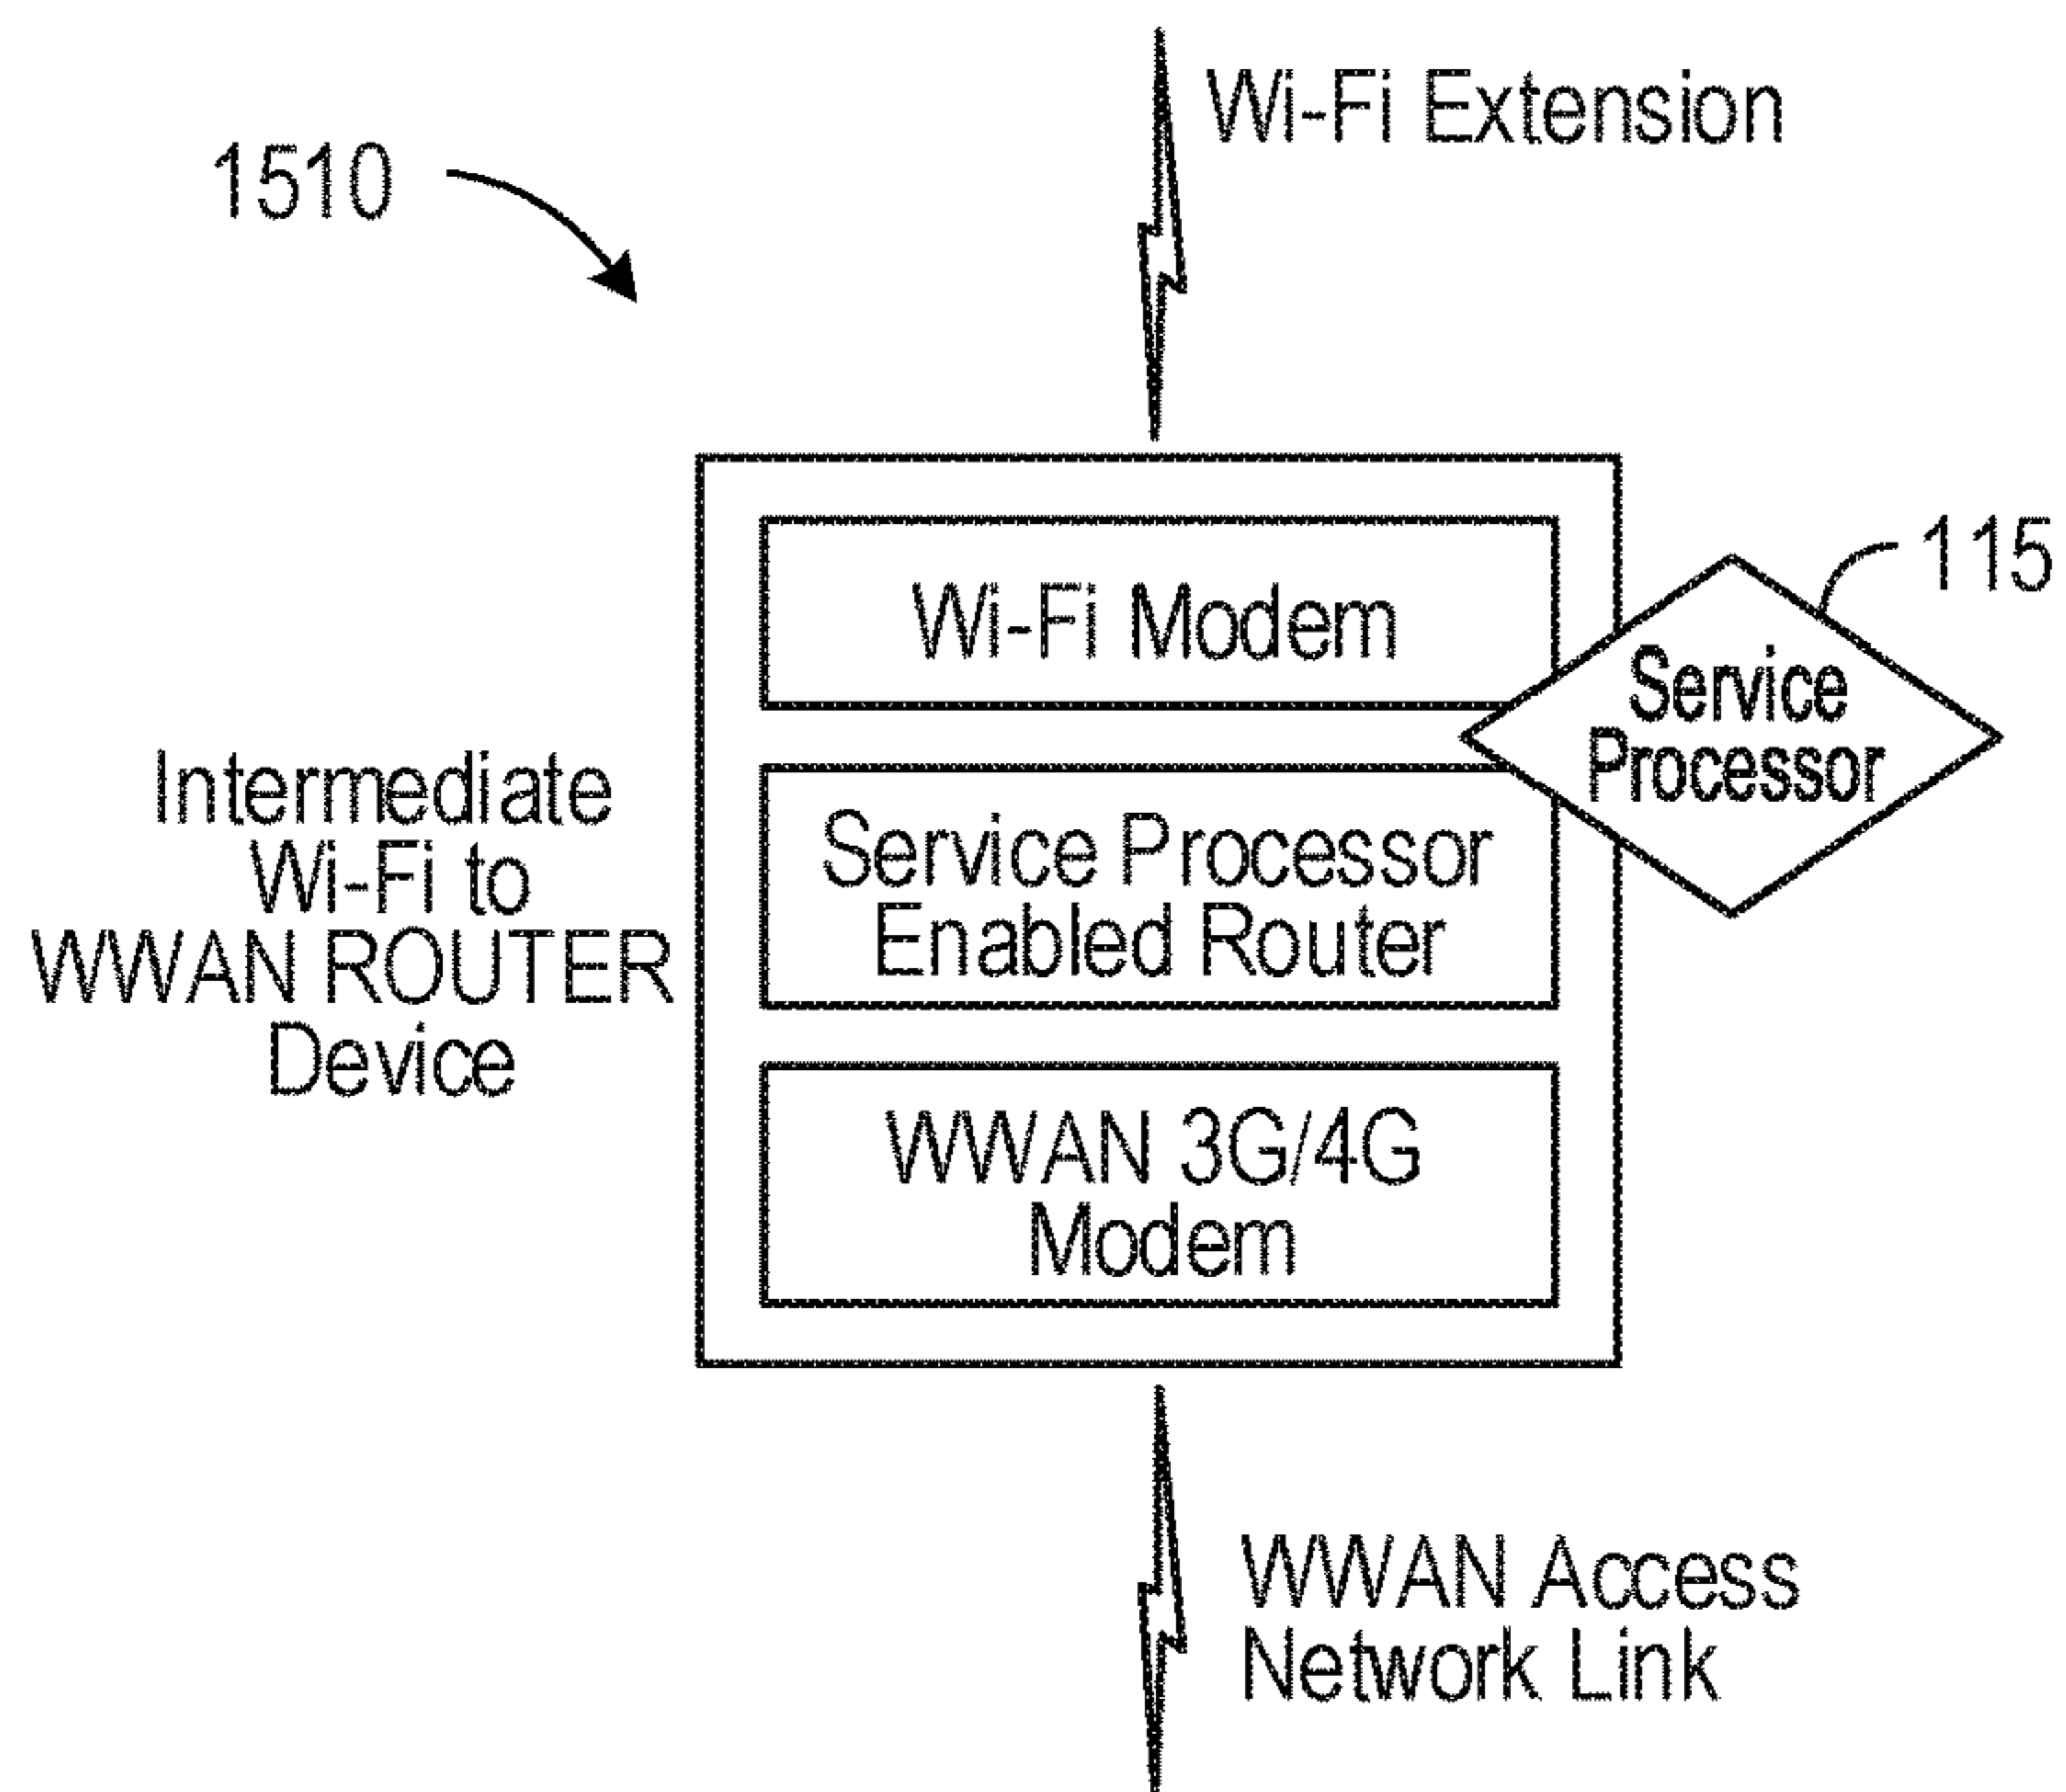 Wi-Fi Extension
1510
115
Wi-Fi Modem
Service
Processor
Intermediate
Wi-Fi to
WWAN ROUTER
Device
Service Processor
Enabled Router
WWAN 3G/4G
Modem
WWAN Access
Network Link